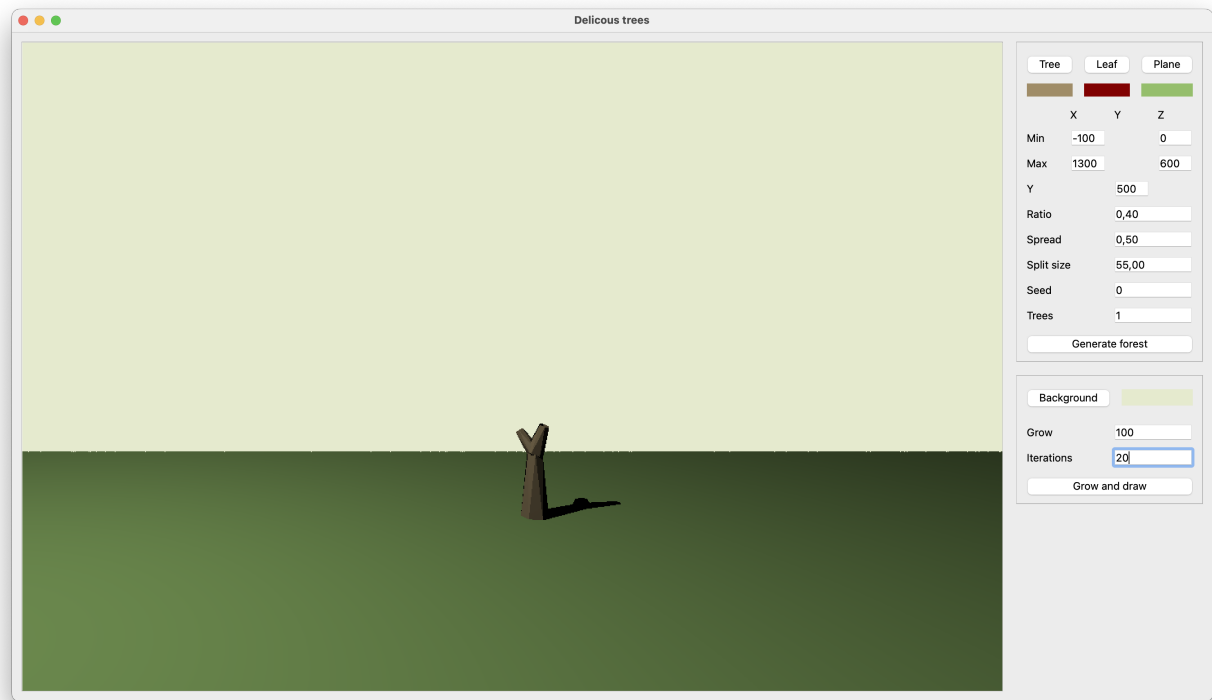 Delicous trees
Tree Leaf Plane
X Y Z
Min -100 0
Max 1300 600
Y 500
Ratio 0,40
Spread 0,50
Split size 55,00
Seed 0
Trees 1
Generate forest
Background
Grow 100
Iterations 20
Grow and draw